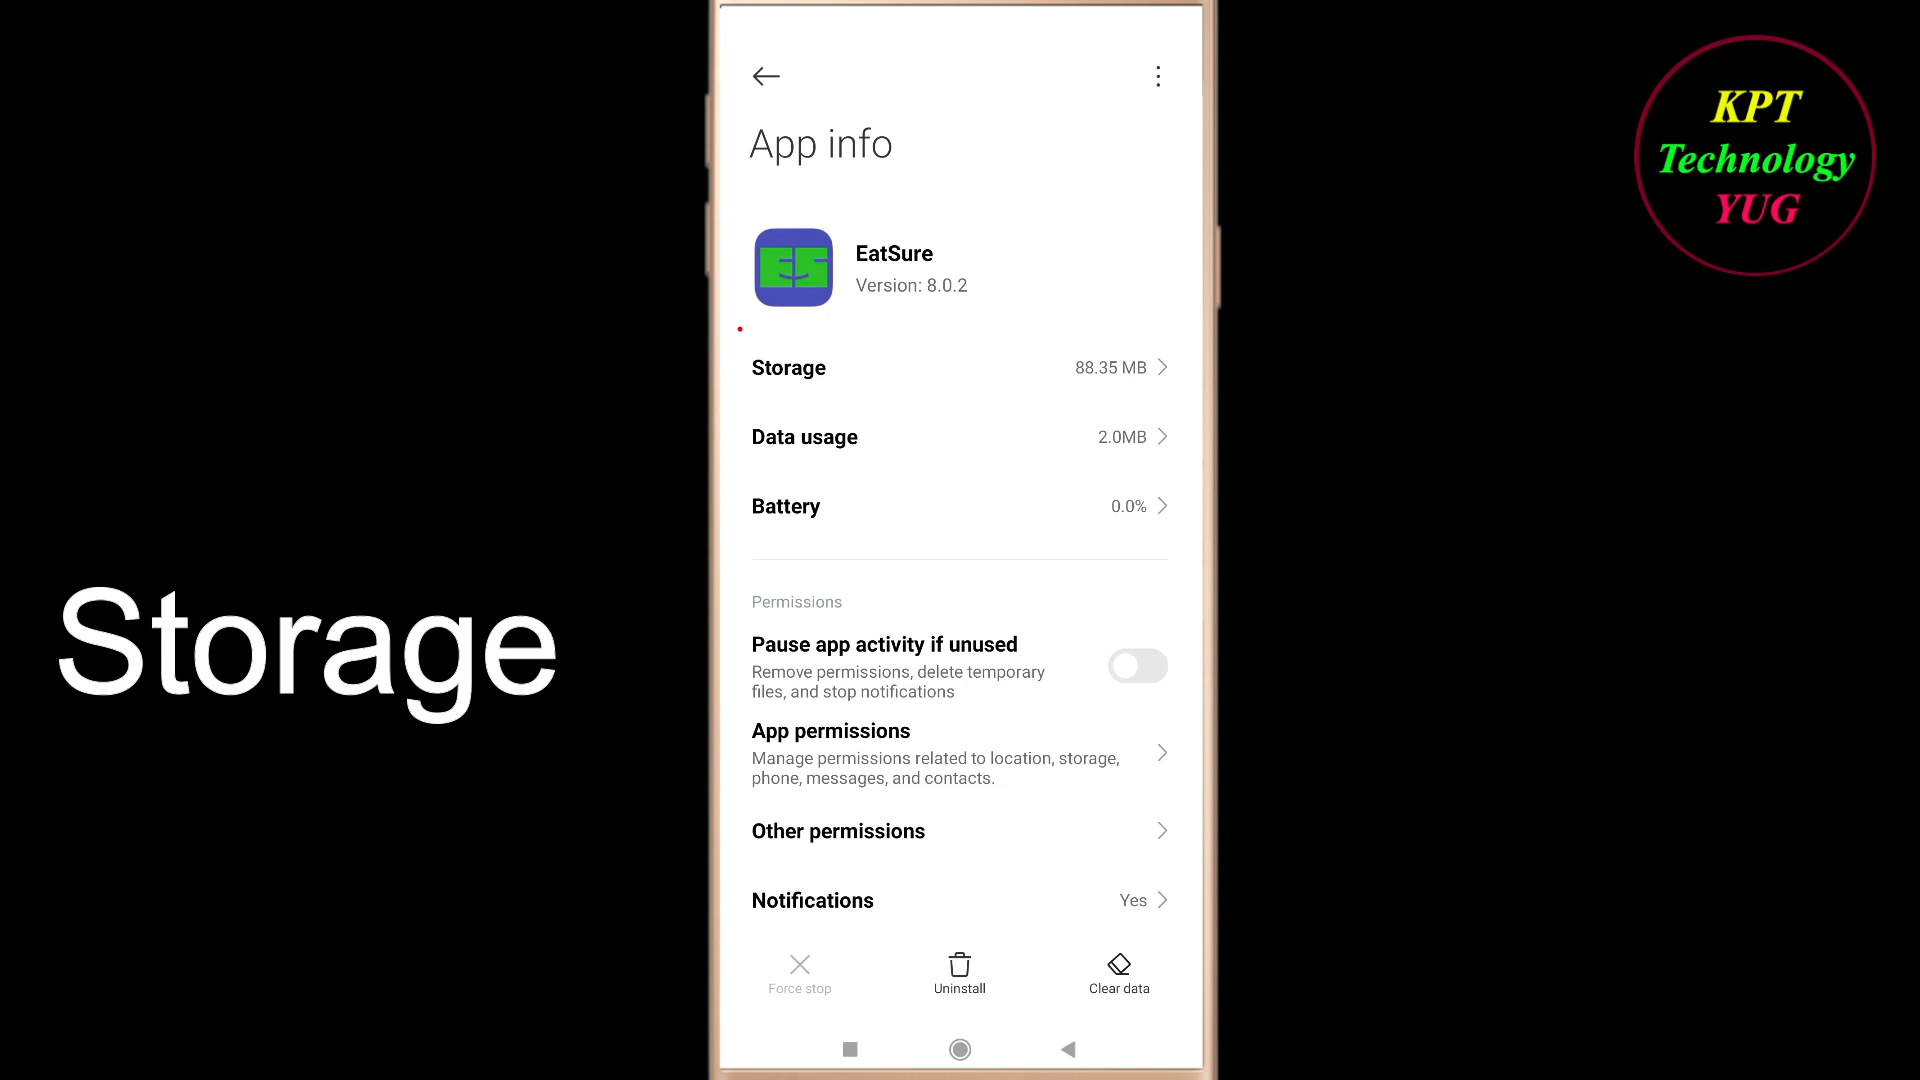 App info
EatSure
Version: 8.0.2
Storage 88.35 MB
Data usage 2.0MB
Battery 0.0%
Permissions
Pause app activity if unused
Remove permissions, delete temporary
files, and stop notifications
App permissions
Manage permissions related to location, storage,
phone, messages, and contacts.
Other permissions
Notifications Yes
Force stop Uninstall Clear data
Storage
KPT
Technology
YUG